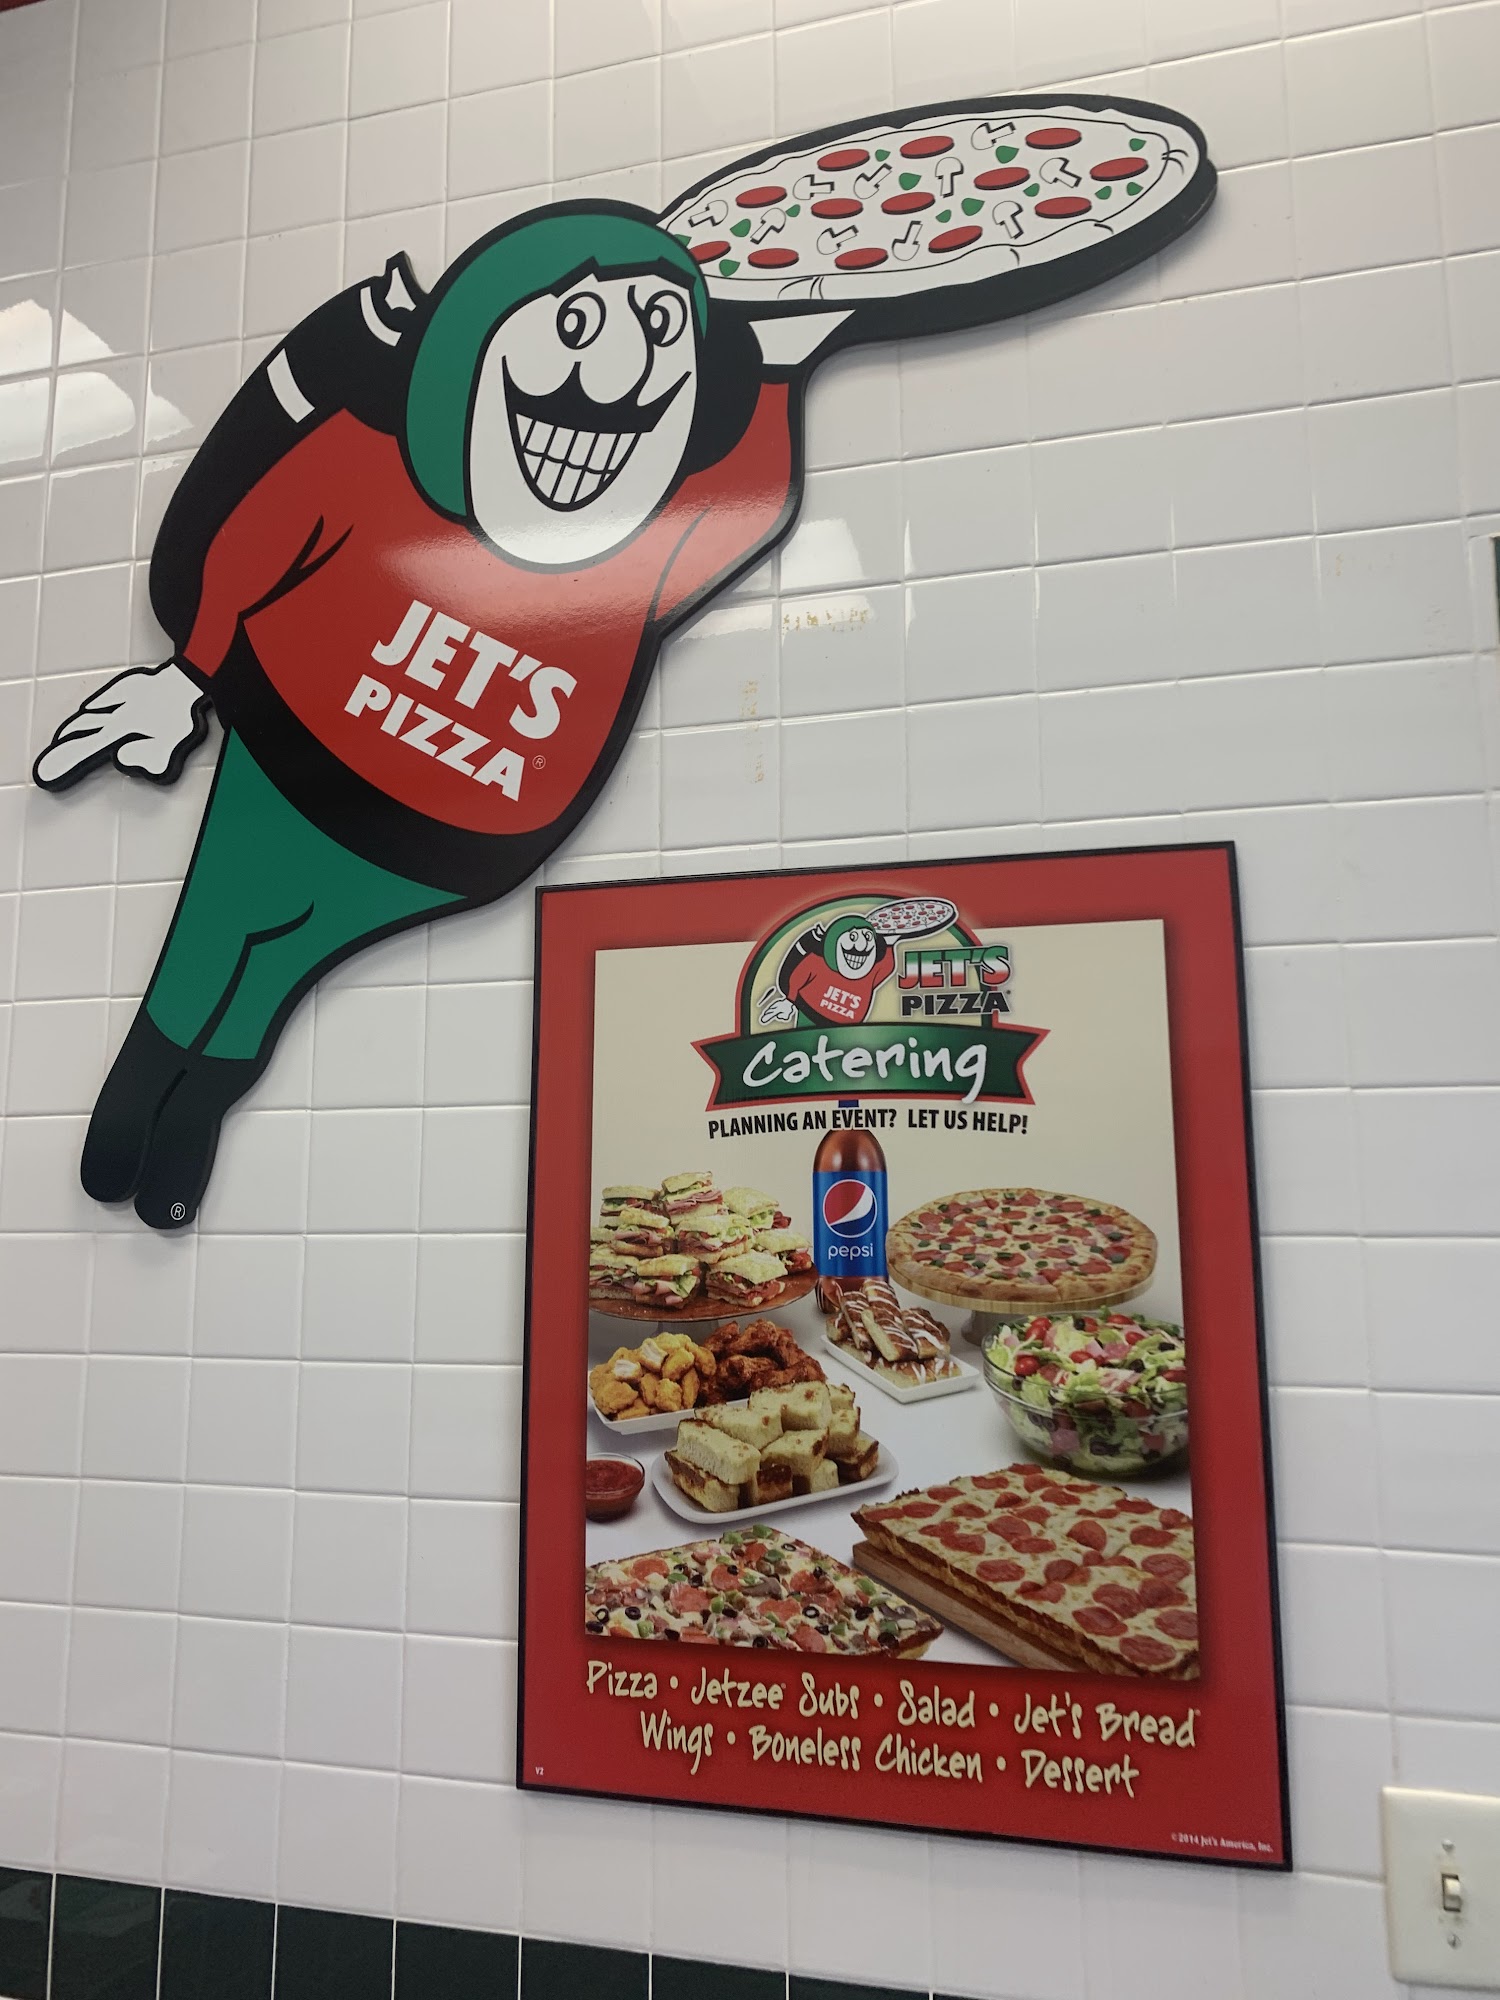 JET'S
PIZZA®
®
JET'S
PIZZA
JET'S
PIZZA®
Catering
PLANNING AN EVENT? LET US HELP!
pepsi
Pizza • Jetzee® Subs • Salad • Jet's Bread®
Wings • Boneless Chicken • Dessert
V2
©2014 Jet's America, Inc.